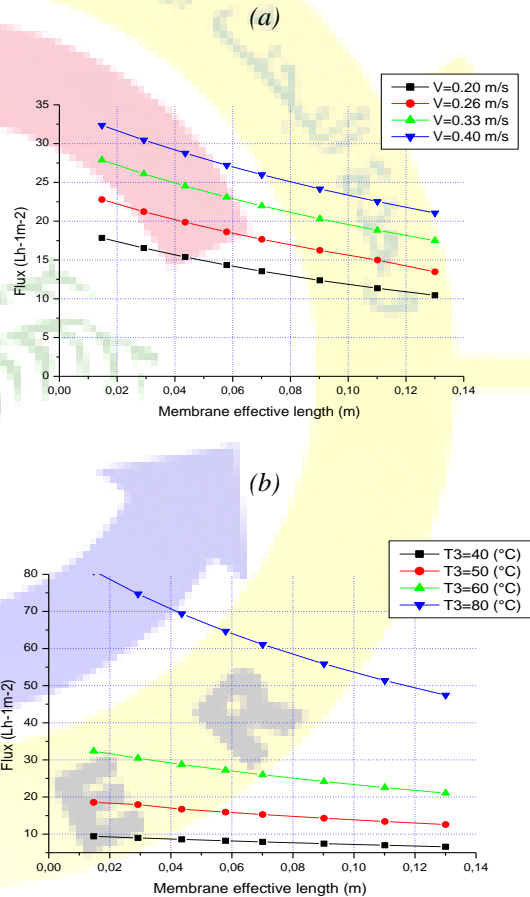 (a)
V=0.20 m/s
V=0.26 m/s
V=0.33 m/s
V=0.40 m/s
35
30
25
20
15
10
5
0
Flux (Lh-1m-2)
0,00 0,02 0,04 0,06 0,08 0,10 0,12 0,14
Membrane effective length (m)
(b)
T3=40 (°C)
T3=50 (°C)
T3=60 (°C)
T3=80 (°C)
80
70
60
50
40
30
20
10
Flux (Lh-1m-2)
0,00 0,02 0,04 0,06 0,08 0,10 0,12 0,14
Membrane effective length (m)
E R